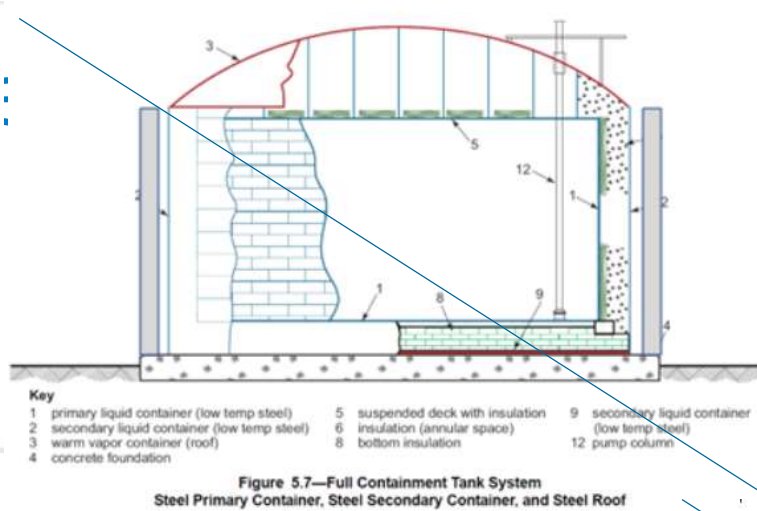 3
5
12
1
2
2
1
8
9
4
Key
1 primary liquid container (low temp steel)
2 secondary liquid container (low temp steel)
3 warm vapor container (roof)
4 concrete foundation
5 suspended deck with insulation
6 insulation (annular space)
8 bottom insulation
9 secondary liquid container
(low temp steel)
12 pump column
Figure 5.7—Full Containment Tank System
Steel Primary Container, Steel Secondary Container, and Steel Roof